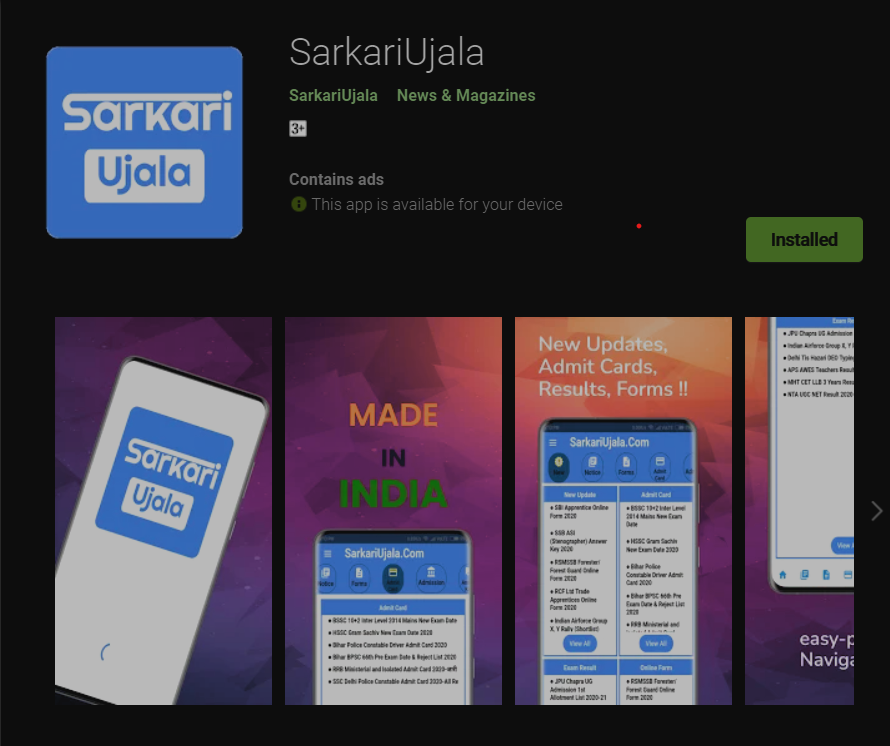 SarkariUjala
SarkariUjala News & Magazines
3+
Contains ads
This app is available for your device
Installed
Sarkari
Ujala
Sarkari
Ujala
MADE
IN
INDIA
SarkariUjala.Com
Notice Forms Admission
Admit Card
BSSC 10+2 Inter Level 2014 Mains New Exam Date
HSSC Gram Sachiv New Exam Date 2020
Bihar Police Constable Driver Admit Card 2020
Bihar BPSC 66th Pre Exam Date & Reject List 2020
RRB Ministerial and Isolated Admit Card 2020-जारी
SSC Delhi Police Constable Admit Card 2020-All Re
New Updates,
Admit Cards,
Results, Forms !!
SarkariUjala.Com
New Notice Forms Admit
Card
New Update
SBI Apprentice Online
Form 2020
SSB ASI
(Stenographer) Answer
Key 2020
RSMSSB Forester/
Forest Guard Online
Form 2020
RCF Ltd Trade
Apprentices Online
Form 2020
Indian Airforce Group
X, Y Rally (Shortlist)
View All
Admit Card
BSSC 10+2 Inter Level
2014 Mains New Exam
Date
HSSC Gram Sachiv
New Exam Date 2020
Bihar Police
Constable Driver Admit
Card 2020
Bihar BPSC 66th Pre
Exam Date & Reject List
2020
RRB Ministerial and
View All
Exam Result
JPU Chapra UG
Admission 1st
Allotment List 2020-21
Online Form
RSMSSB Forester/
Forest Guard Online
Form 2020
Exam Re
JPU Chapra UG Admission
Indian Airforce Group X, Y
Delhi Tis Hazari DEO Typing
APS AWES Teachers Resul
MHT CET LLB 3 Years Resu
NTA UGC NET Result 2020
View A
easy-p
Naviga